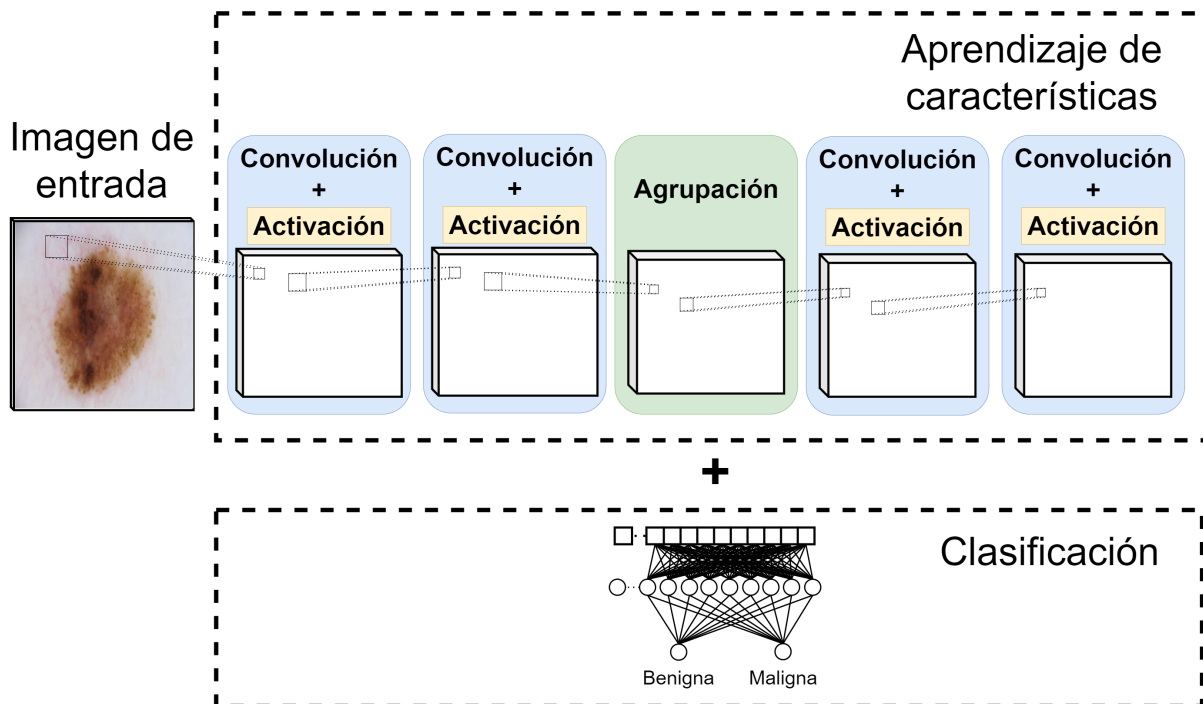 Aprendizaje de
características
Imagen de
entrada
Convolución
+
Activación
Convolución
+
Activación
Agrupación
Convolución
+
Activación
Convolución
+
Activación
+
Clasificación
Benigna
Maligna